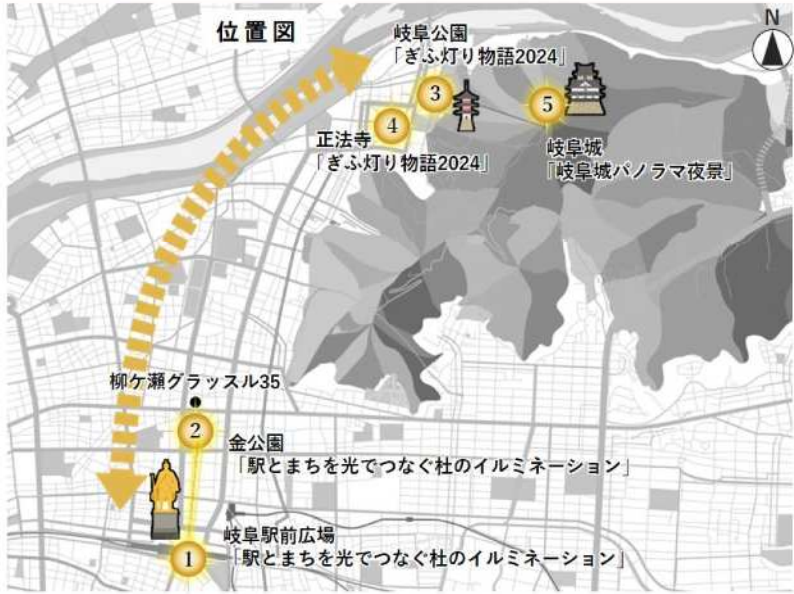 位置図
N
岐阜公園
「ぎふ灯り物語2024」
3
4
5
正法寺
「ぎふ灯り物語2024」
岐阜城
「岐阜城パノラマ夜景」
柳ケ瀬グラッスル35
2
金公園
「駅とまちを光でつなぐ杜のイルミネーション」
岐阜駅前広場
「駅とまちを光でつなぐ杜のイルミネーション」
1